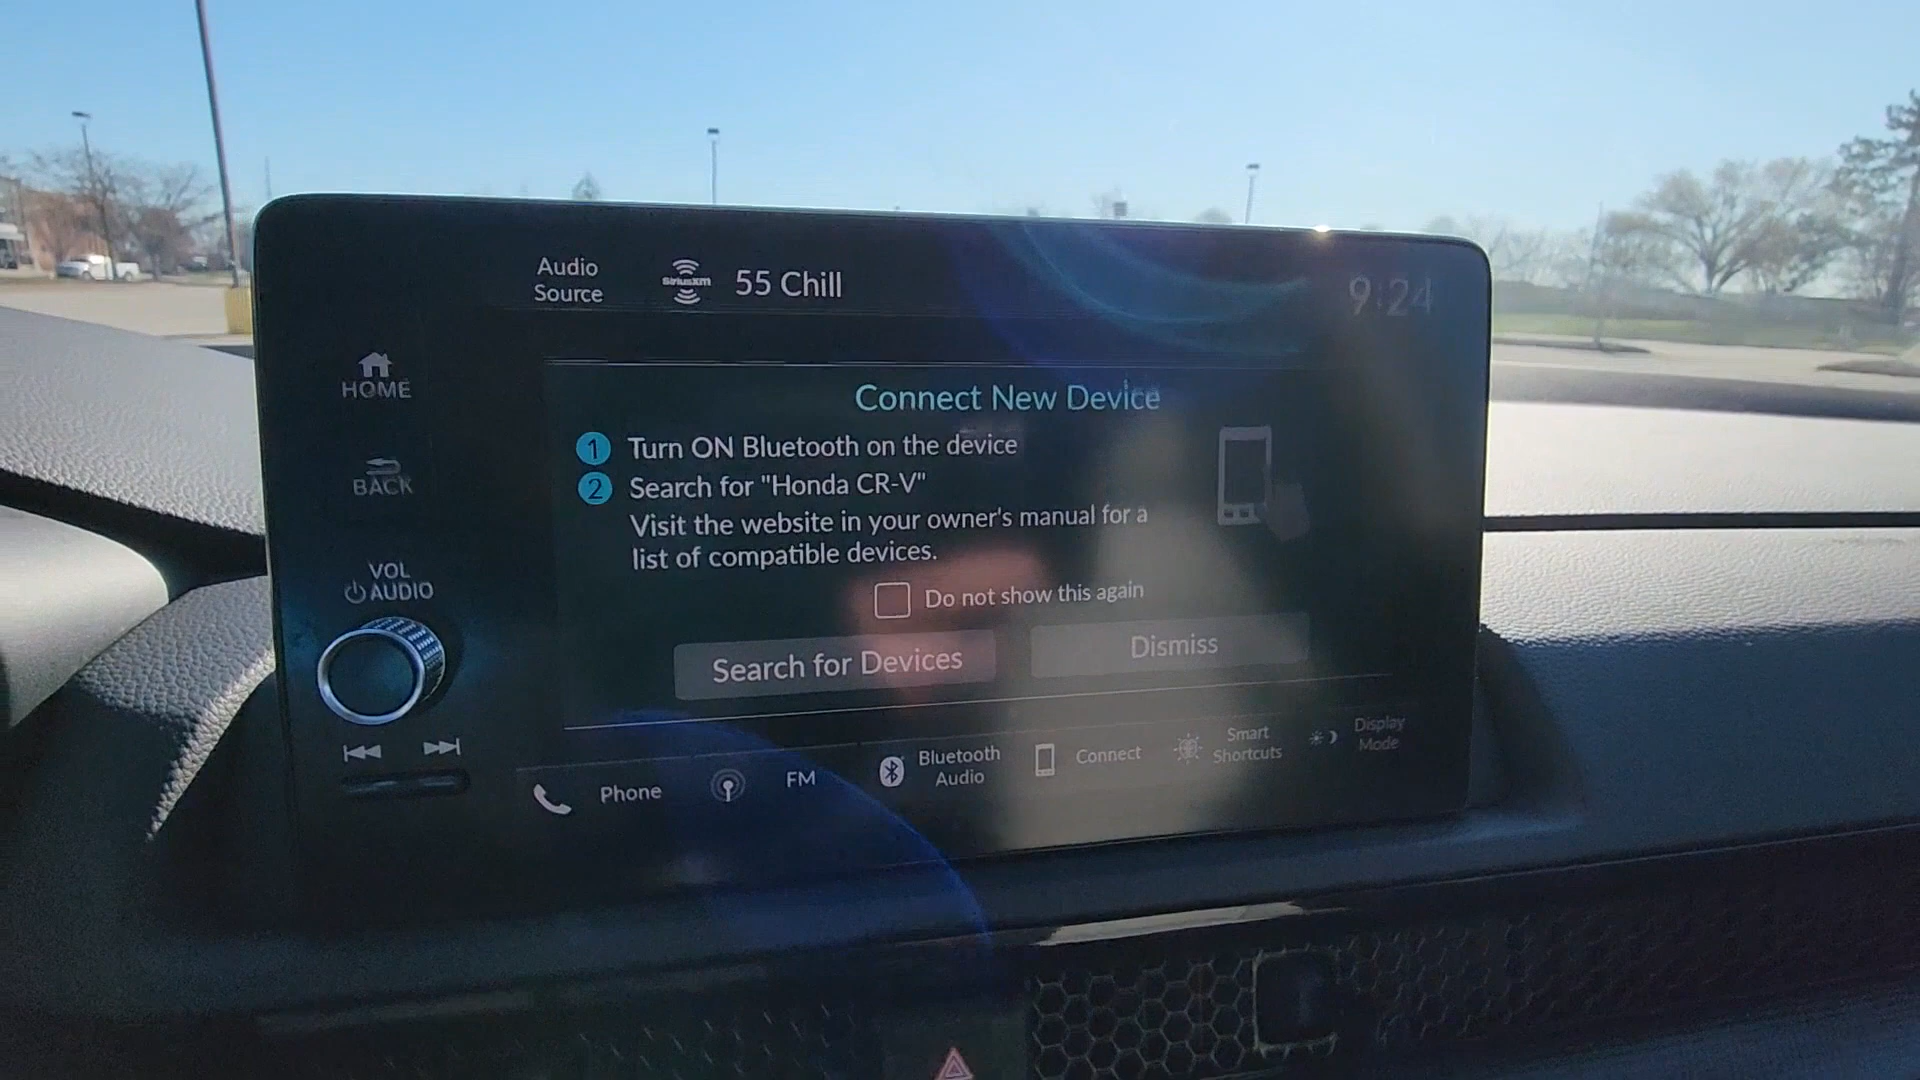 Audio
Source
SiriusXM
55 Chill
9:24
HOME
BACK
VOL
AUDIO
Connect New Device
1 Turn ON Bluetooth on the device
2 Search for "Honda CR-V"
Visit the website in your owner's manual for a
list of compatible devices.
Do not show this again
Search for Devices
Dismiss
Phone
FM
Bluetooth
Audio
Connect
Smart
Shortcuts
Display
Mode